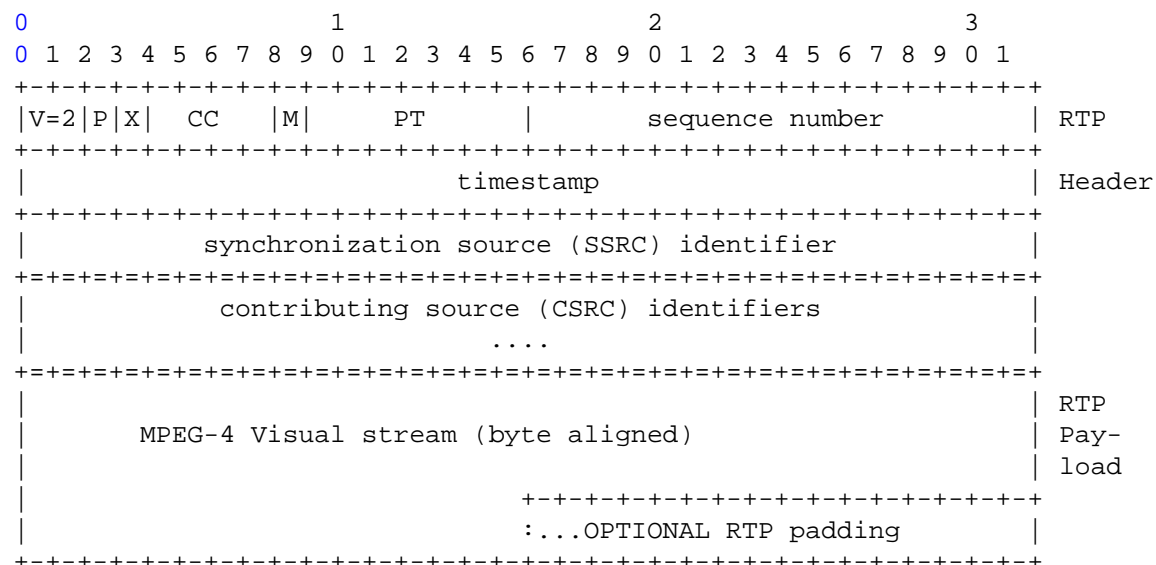 0                   1                   2                   3
0 1 2 3 4 5 6 7 8 9 0 1 2 3 4 5 6 7 8 9 0 1 2 3 4 5 6 7 8 9 0 1
+-+-+-+-+-+-+-+-+-+-+-+-+-+-+-+-+-+-+-+-+-+-+-+-+-+-+-+-+-+-+-+-+
|V=2|P|X|  CC   |M|     PT      |       sequence number         | RTP
+-+-+-+-+-+-+-+-+-+-+-+-+-+-+-+-+-+-+-+-+-+-+-+-+-+-+-+-+-+-+-+-+
|                           timestamp                           | Header
+-+-+-+-+-+-+-+-+-+-+-+-+-+-+-+-+-+-+-+-+-+-+-+-+-+-+-+-+-+-+-+-+
|           synchronization source (SSRC) identifier            |
+=+=+=+=+=+=+=+=+=+=+=+=+=+=+=+=+=+=+=+=+=+=+=+=+=+=+=+=+=+=+=+=+
|            contributing source (CSRC) identifiers             |
|                             ....                              |
+=+=+=+=+=+=+=+=+=+=+=+=+=+=+=+=+=+=+=+=+=+=+=+=+=+=+=+=+=+=+=+=+
|                                                               | RTP
|       MPEG-4 Visual stream (byte aligned)                     | Pay-
|                                                               | load
|                               +-+-+-+-+-+-+-+-+-+-+-+-+-+-+-+-+
|                               :...OPTIONAL RTP padding        |
+-+-+-+-+-+-+-+-+-+-+-+-+-+-+-+-+-+-+-+-+-+-+-+-+-+-+-+-+-+-+-+-+